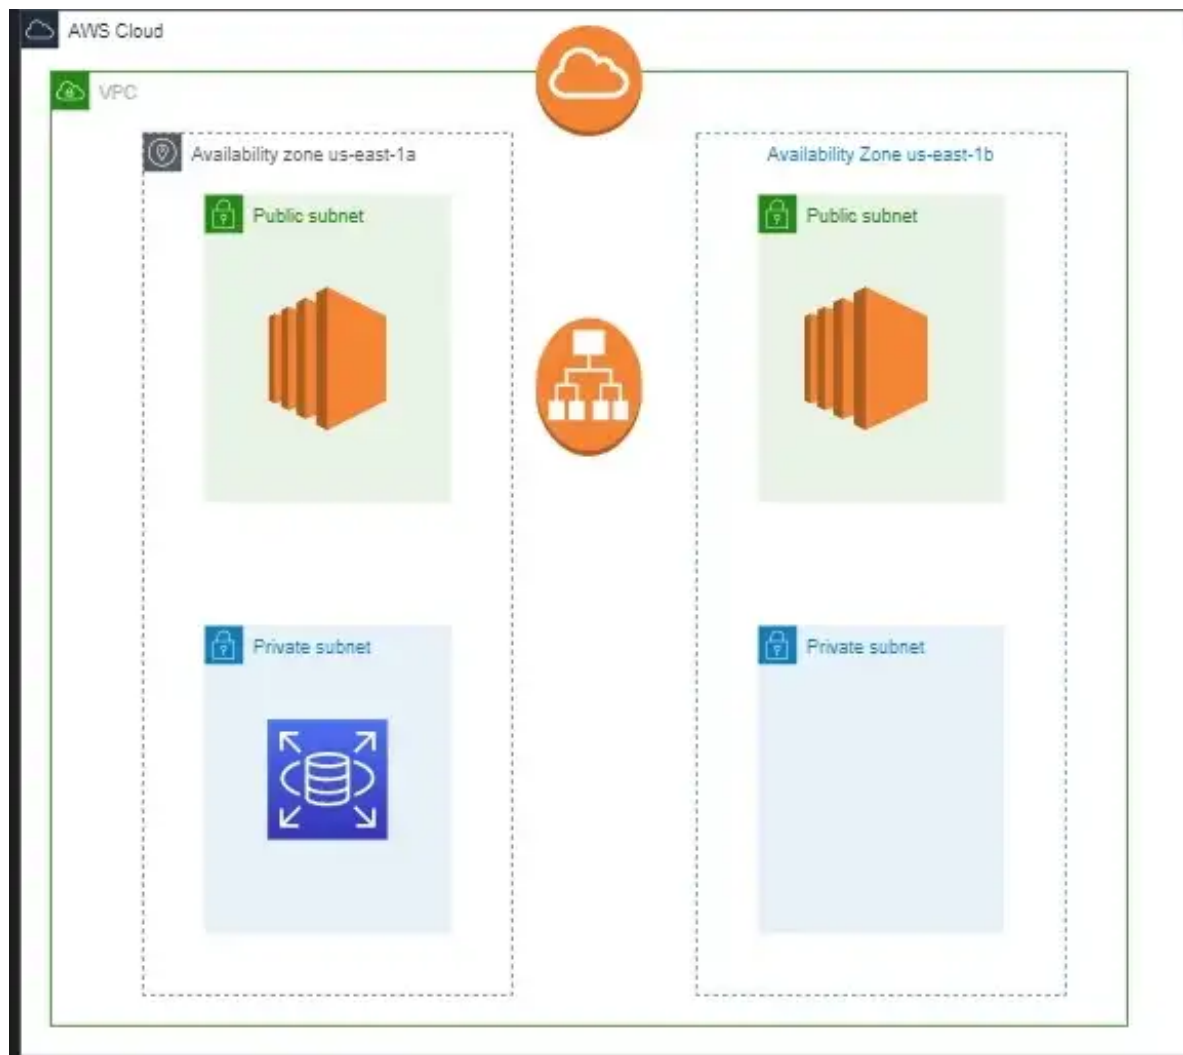 AWS Cloud
VPC
Availability zone us-east-1a
Availability Zone us-east-1b
Public subnet
Public subnet
Private subnet
Private subnet